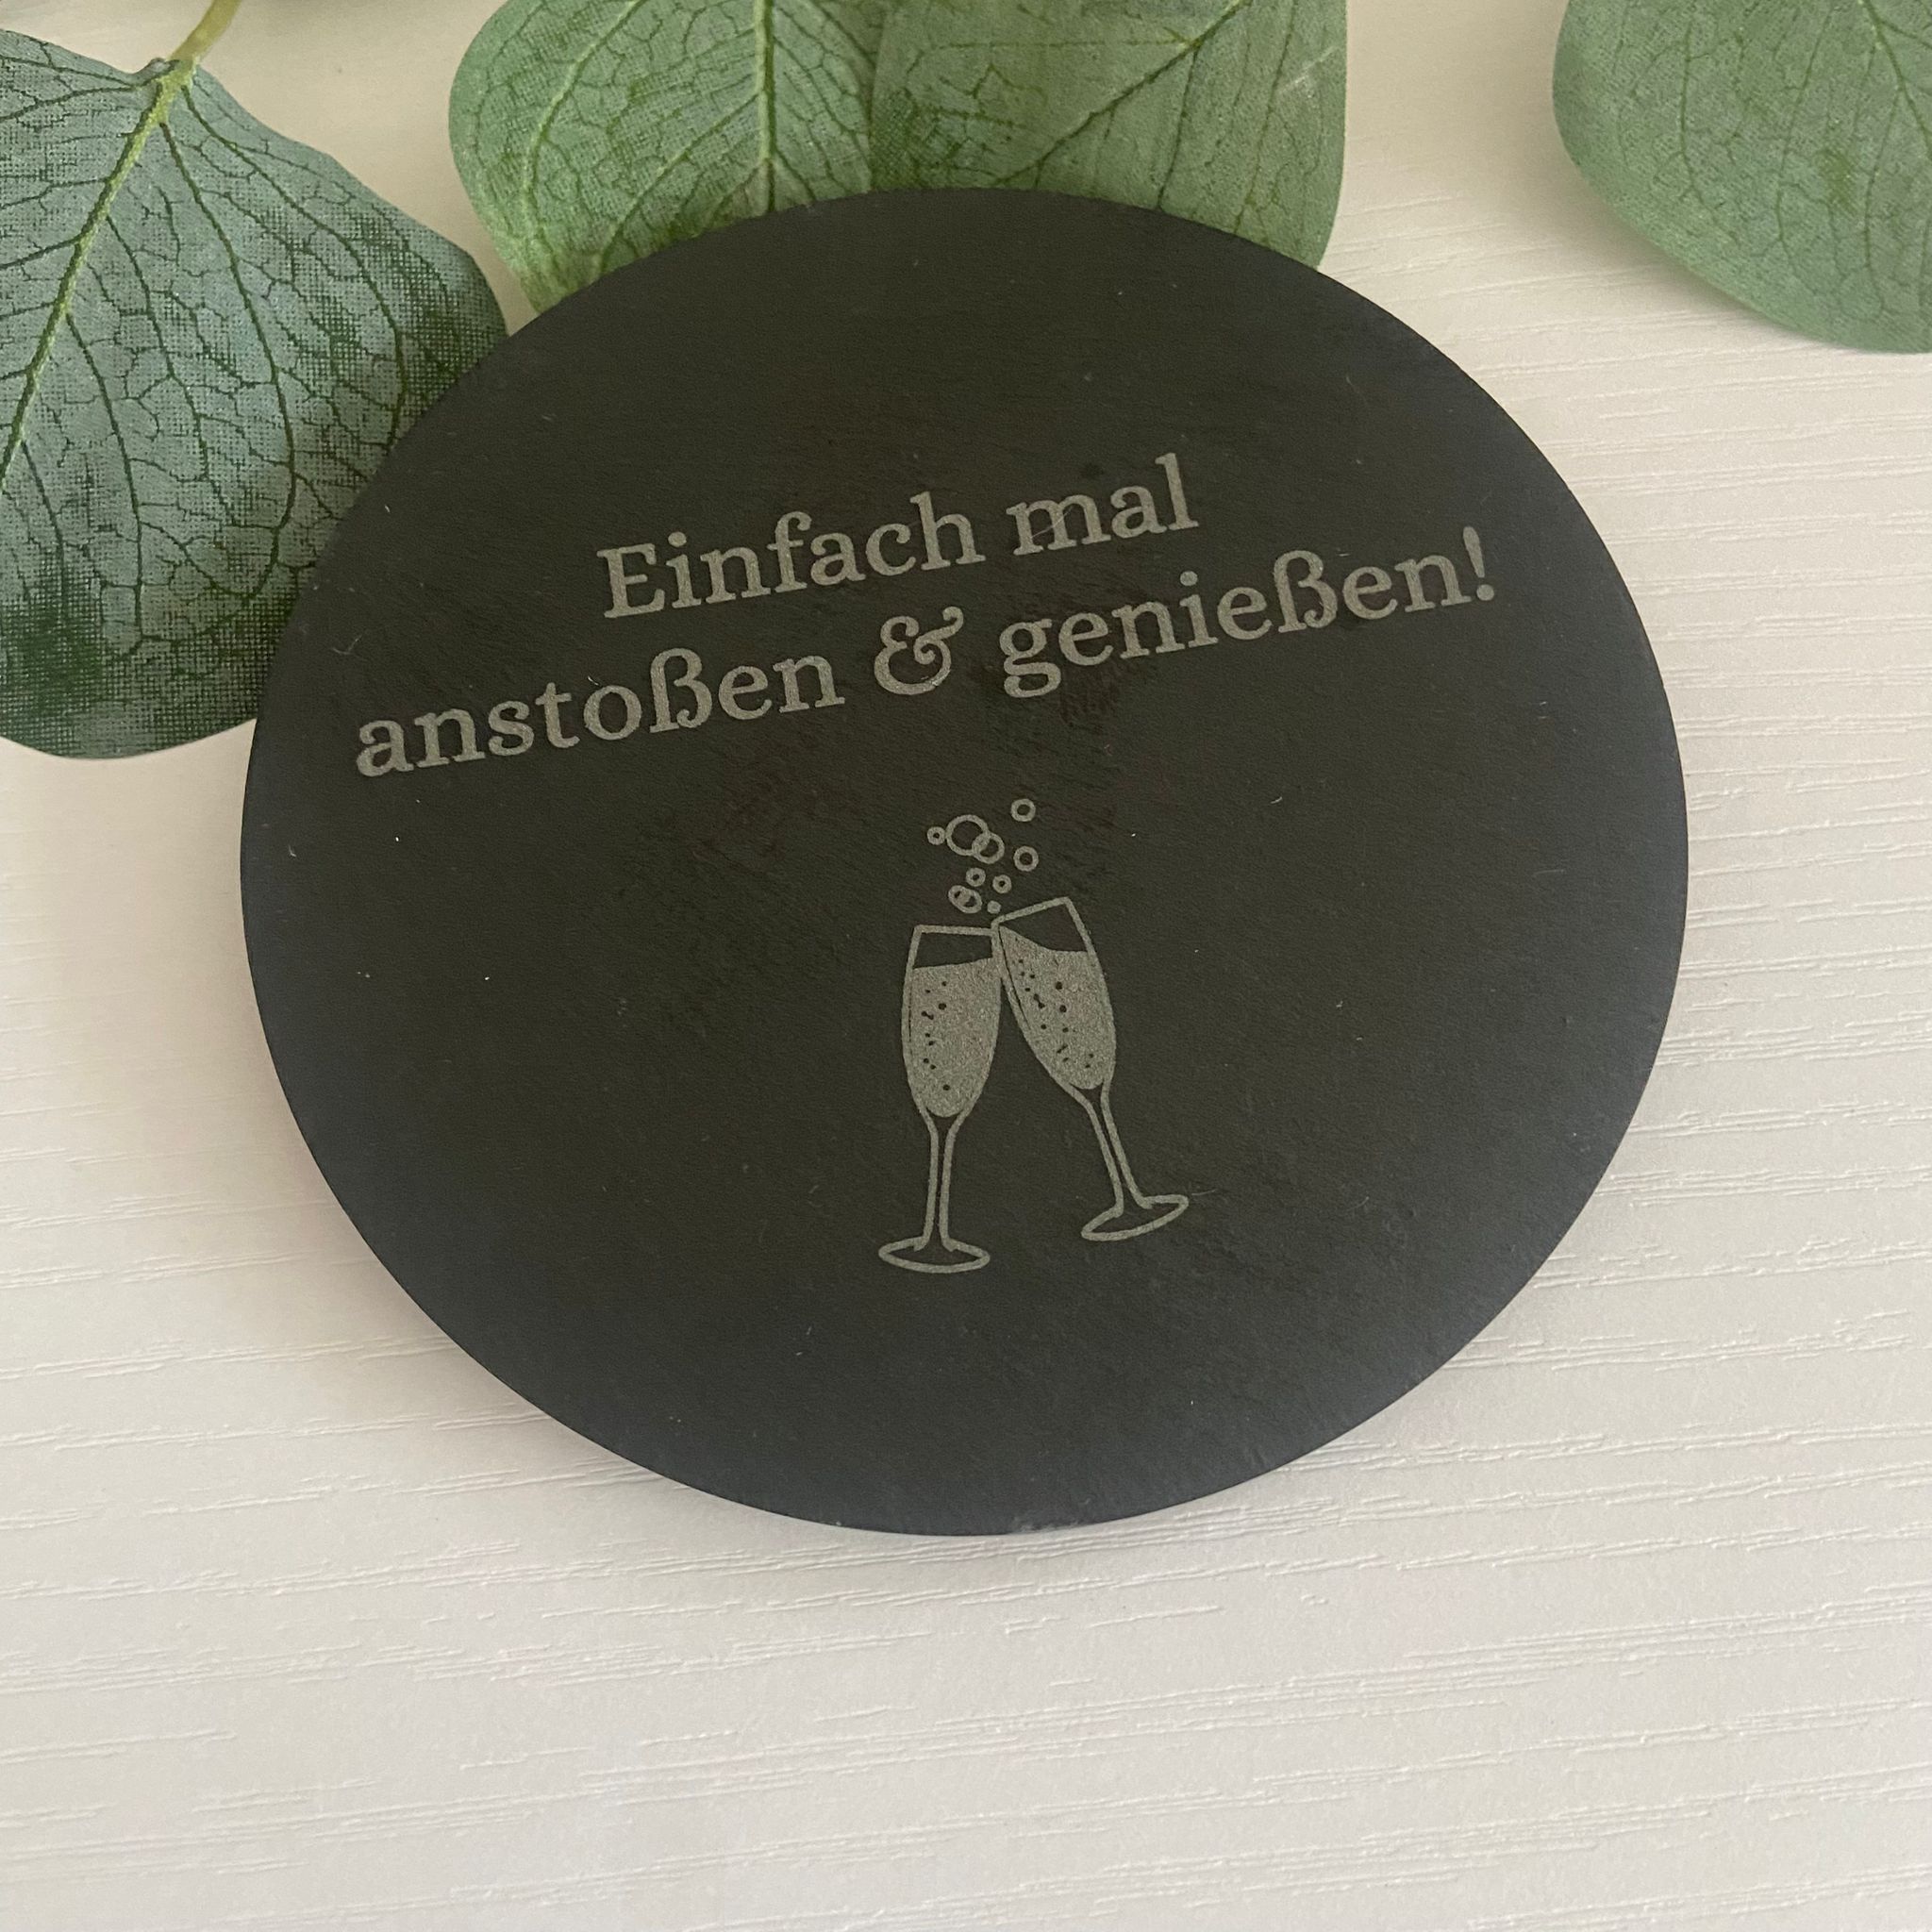 Einfach mal
anstoßen & genießen!